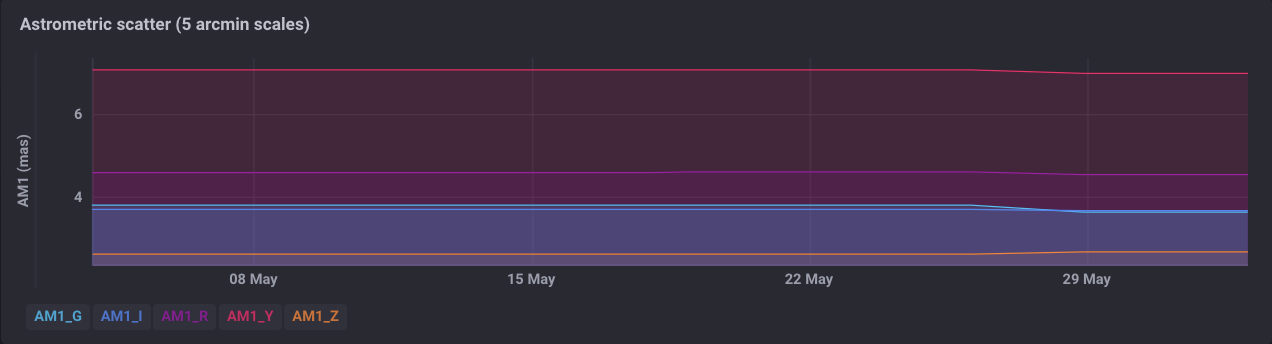 Astrometric scatter (5 arcmin scales)
AM1 (mas)
6
4
08 May 15 May 22 May 29 May
AM1_G AM1_I AM1_R AM1_Y AM1_Z